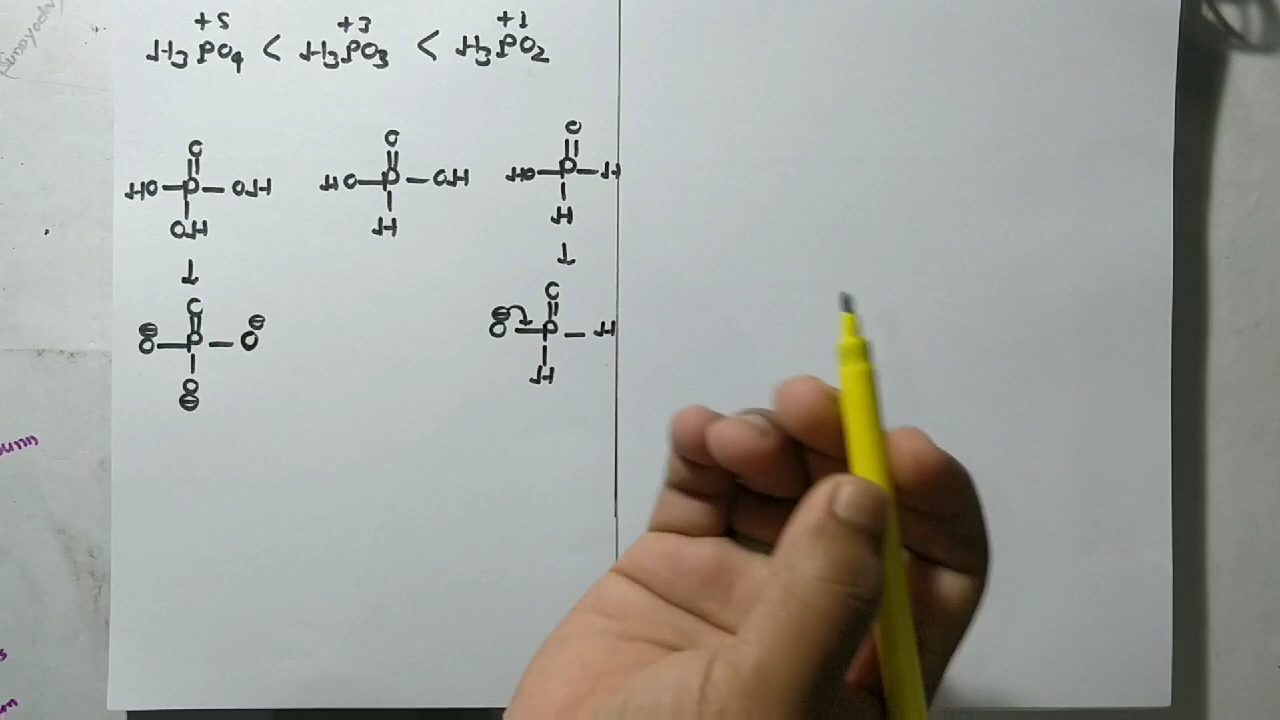 +5 +3 +1
H₃PO₄ < H₃PO₃ < H₃PO₂
O O O
HO–P–OH HO–P–OH HO–P–H
OH H H
↓ ↓
O O
⊖O–P–O⊖ ⊖O–P–H
O⊖ H